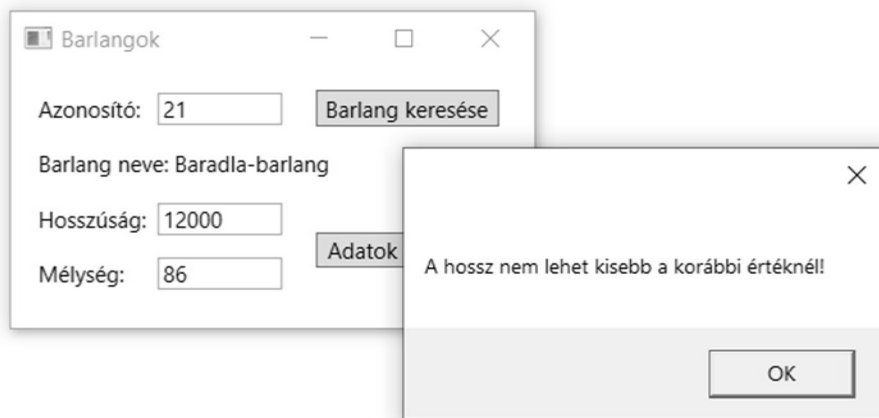 Barlangok
Azonosító: 21 Barlang keresése
Barlang neve: Baradla-barlang
Hosszúság: 12000
Adatok
Mélység: 86
A hossz nem lehet kisebb a korábbi értéknél!
OK